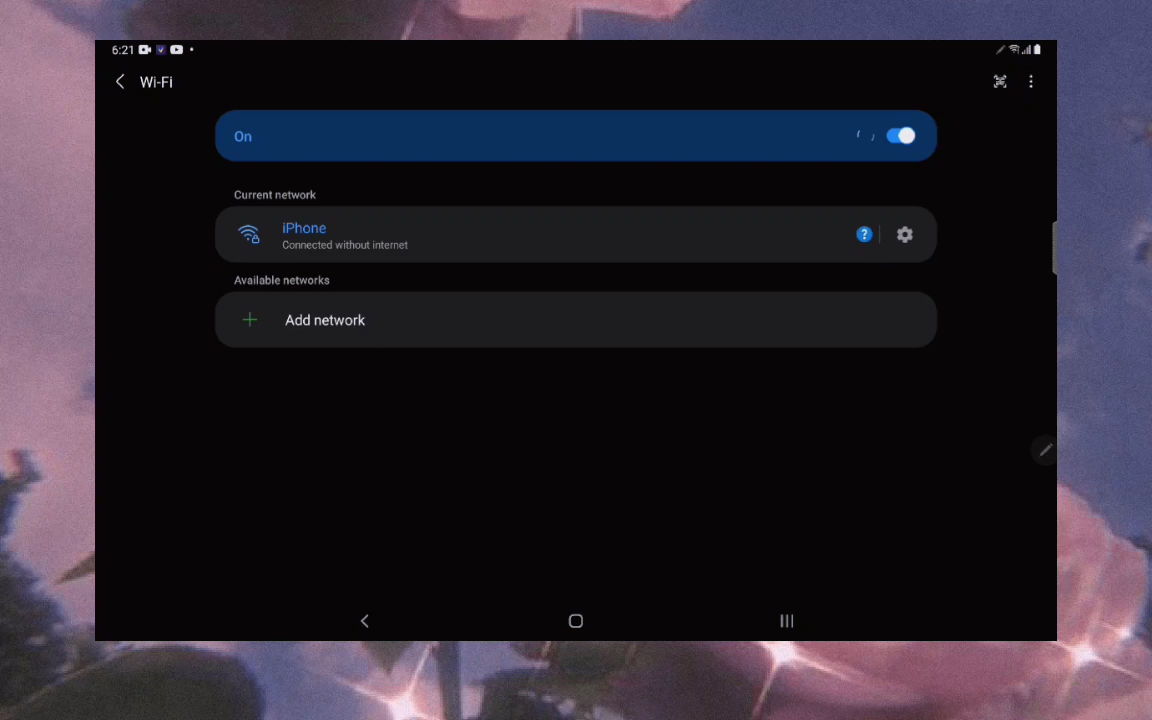 6:21
Wi-Fi
On
Current network
iPhone
Connected without internet
?
Available networks
Add network